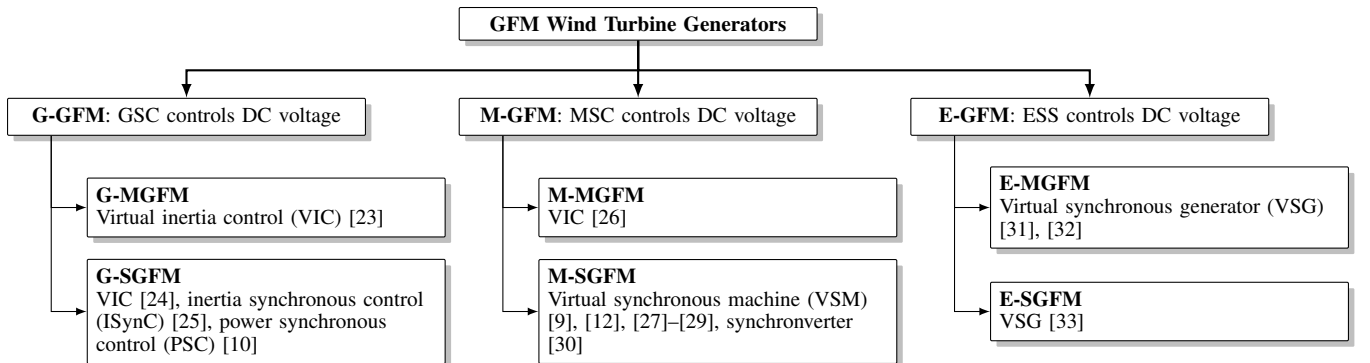 GFM Wind Turbine Generators
G-GFM: GSC controls DC voltage
G-MGFM
Virtual inertia control (VIC) [23]
G-SGFM
VIC [24], inertia synchronous control
(ISynC) [25], power synchronous
control (PSC) [10]
M-GFM: MSC controls DC voltage
M-MGFM
VIC [26]
M-SGFM
Virtual synchronous machine (VSM)
[9], [12], [27]–[29], synchronverter
[30]
E-GFM: ESS controls DC voltage
E-MGFM
Virtual synchronous generator (VSG)
[31], [32]
E-SGFM
VSG [33]